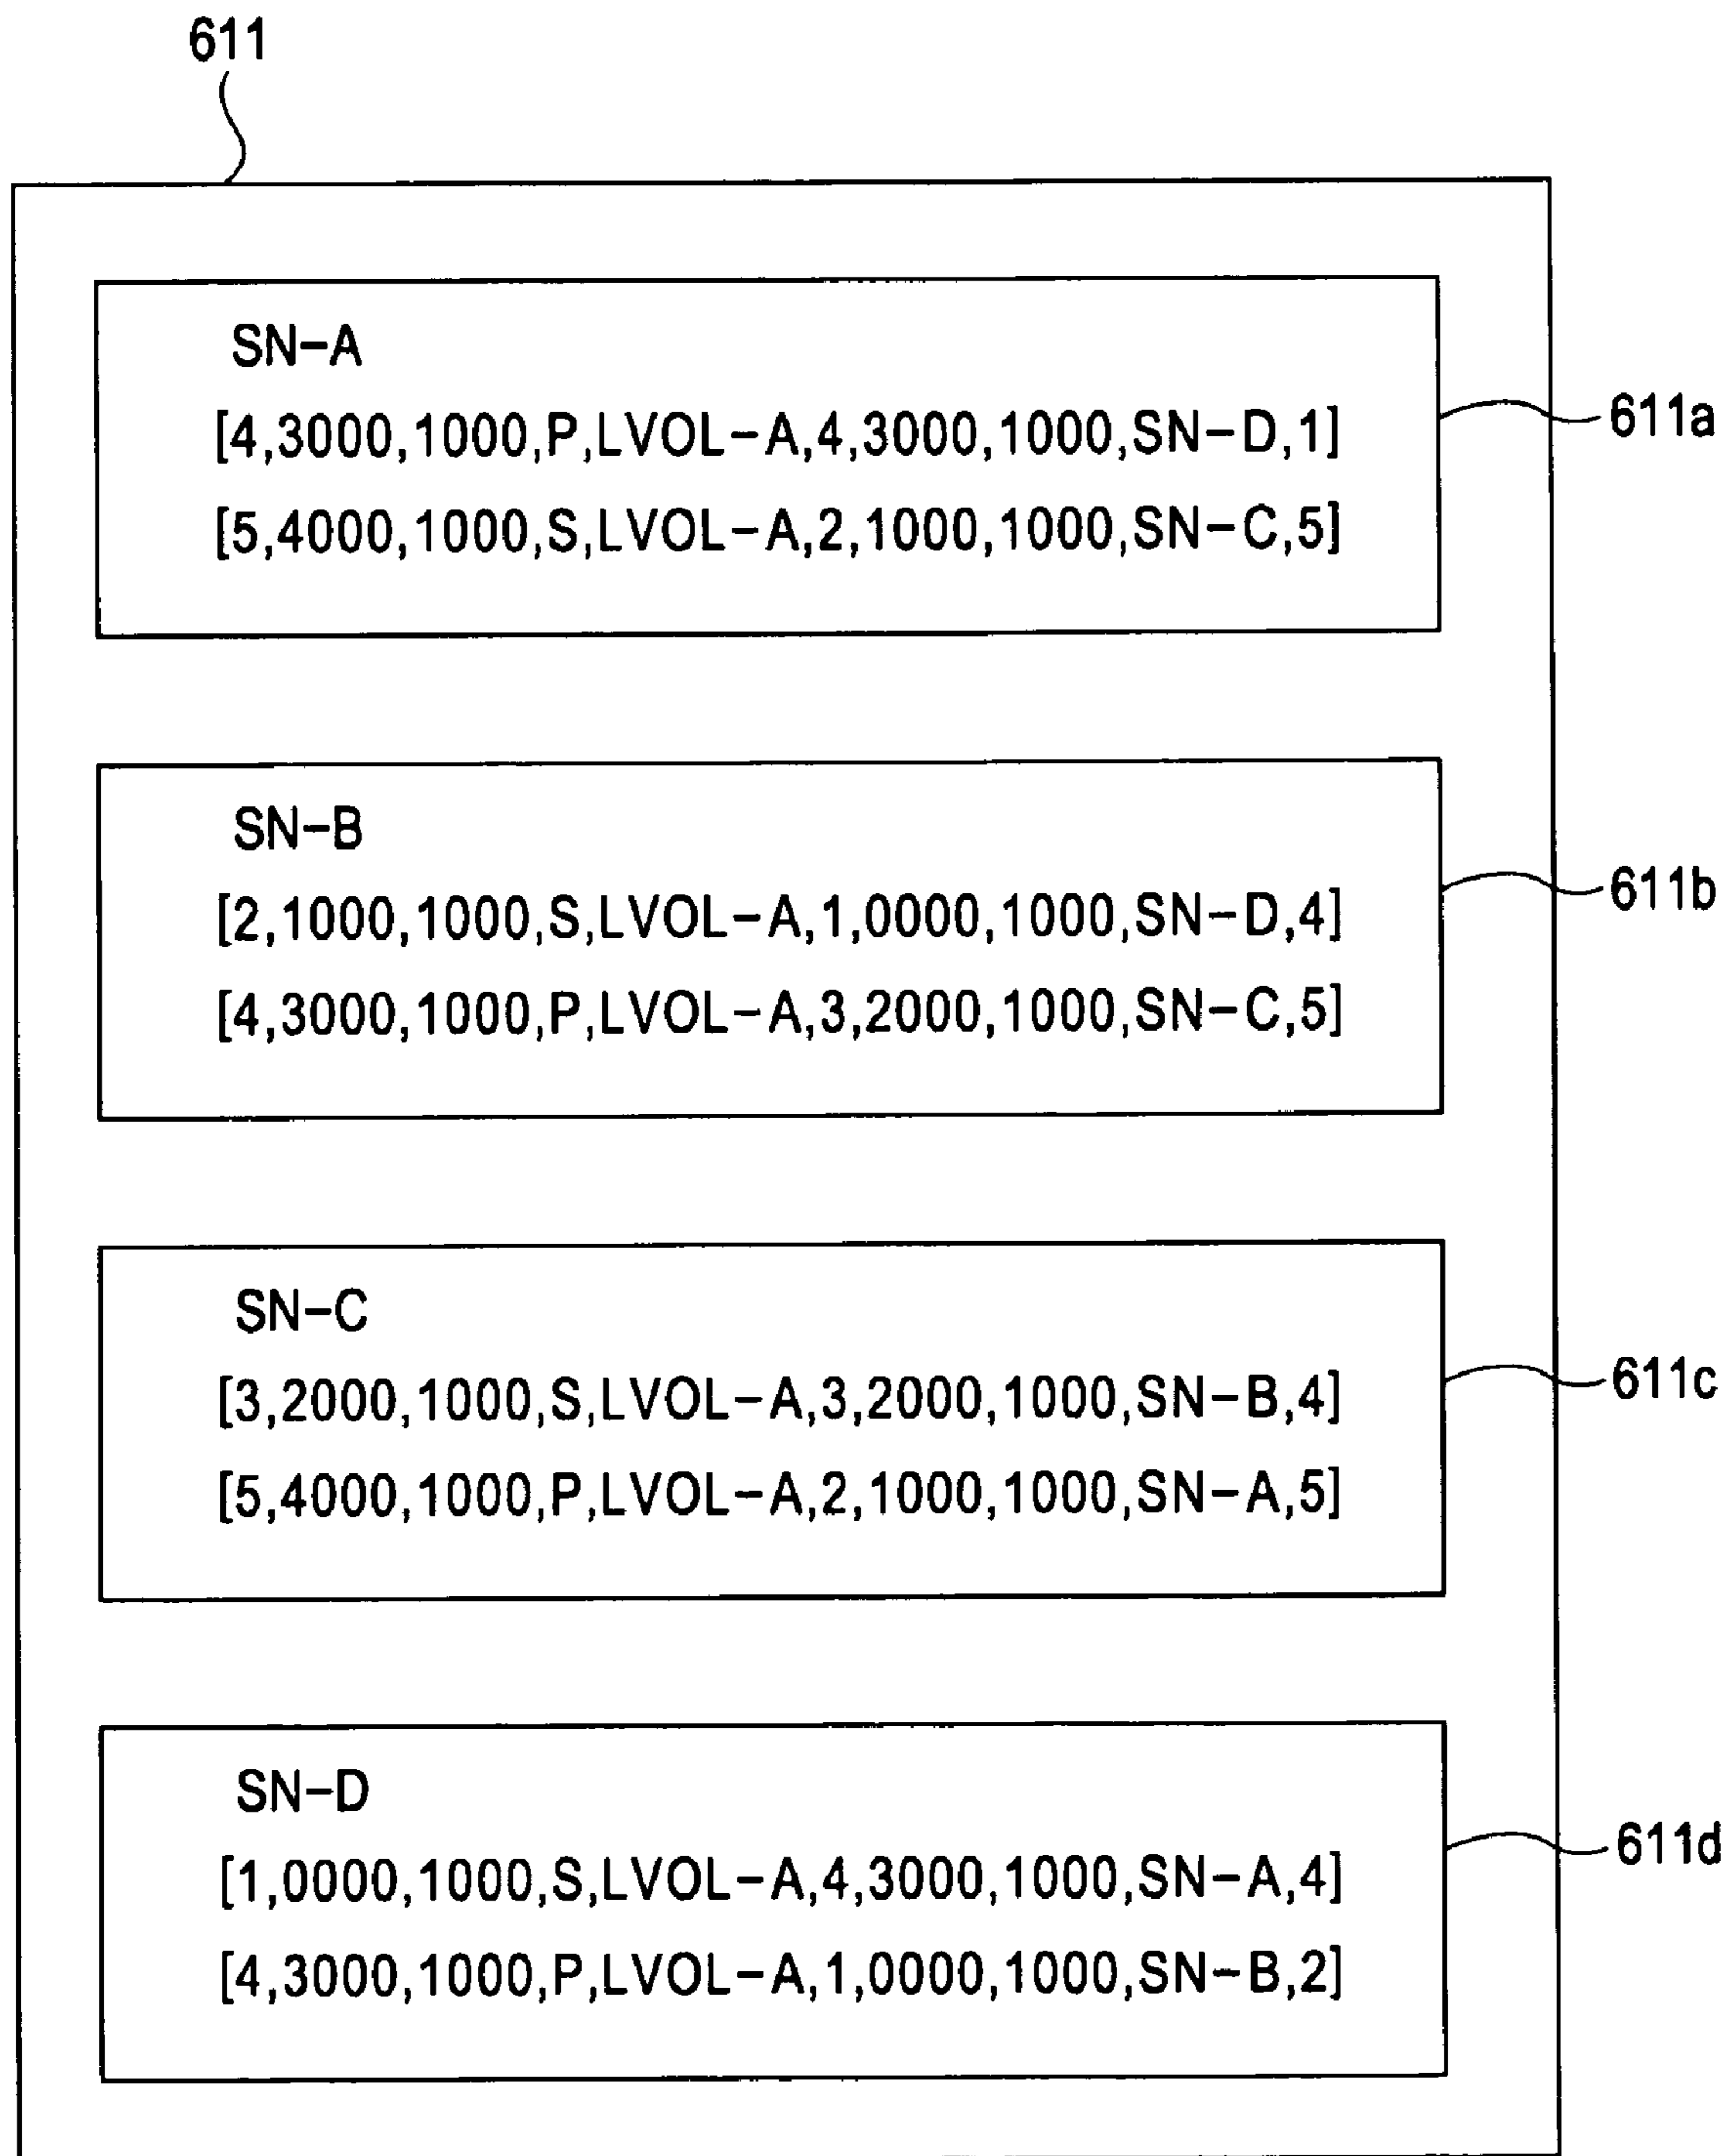 611
SN-A
[4,3000,1000,P,LVOL-A,4,3000,1000,SN-D,1]
[5,4000,1000,S,LVOL-A,2,1000,1000,SN-C,5]
611a
SN-B
[2,1000,1000,S,LVOL-A,1,0000,1000,SN-D,4]
[4,3000,1000,P,LVOL-A,3,2000,1000,SN-C,5]
611b
SN-C
[3,2000,1000,S,LVOL-A,3,2000,1000,SN-B,4]
[5,4000,1000,P,LVOL-A,2,1000,1000,SN-A,5]
611c
SN-D
[1,0000,1000,S,LVOL-A,4,3000,1000,SN-A,4]
[4,3000,1000,P,LVOL-A,1,0000,1000,SN-B,2]
611d